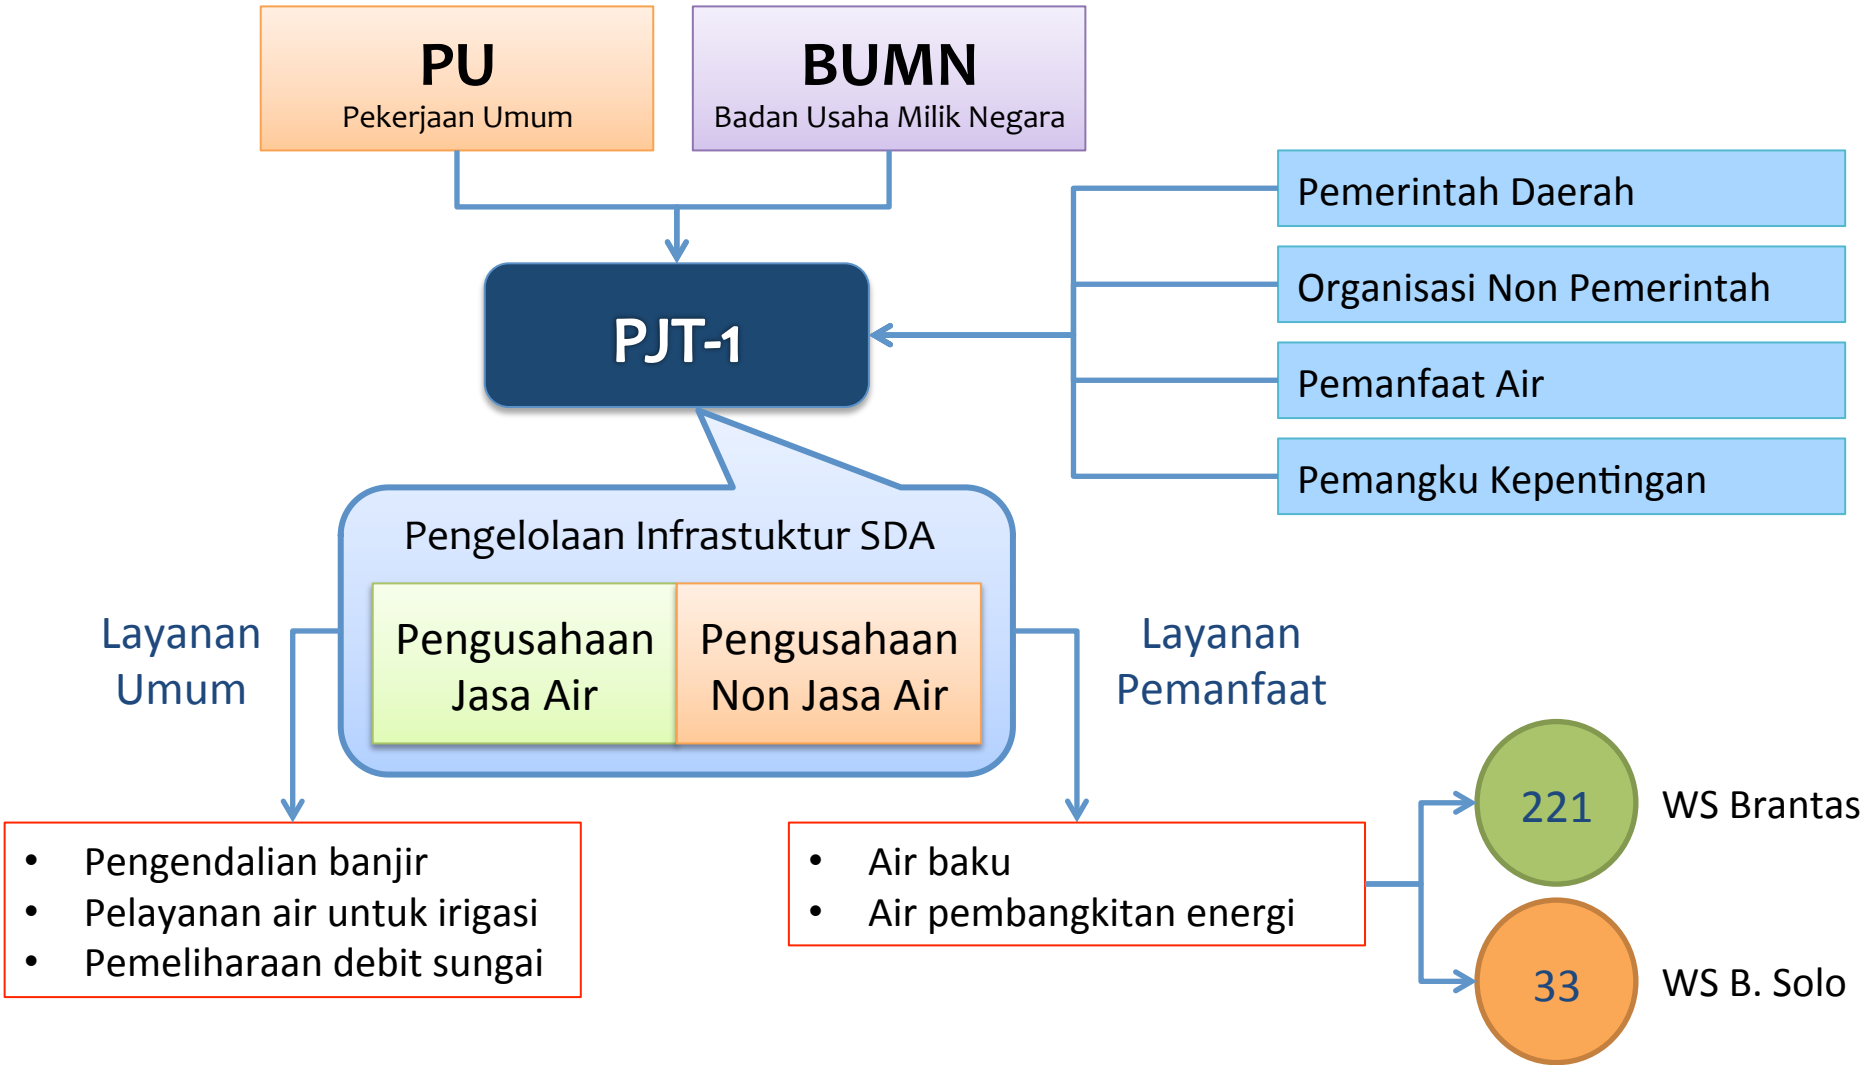 PU
Pekerjaan Umum
BUMN
Badan Usaha Milik Negara
Pemerintah Daerah
Organisasi Non Pemerintah
Pemanfaat Air
Pemangku Kepentingan
PJT-1
Pengelolaan Infrastuktur SDA
Pengusahaan
Jasa Air
Pengusahaan
Non Jasa Air
Layanan
Umum
Layanan
Pemanfaat
• Pengendalian banjir
• Pelayanan air untuk irigasi
• Pemeliharaan debit sungai
• Air baku
• Air pembangkitan energi
221
WS Brantas
33
WS B. Solo